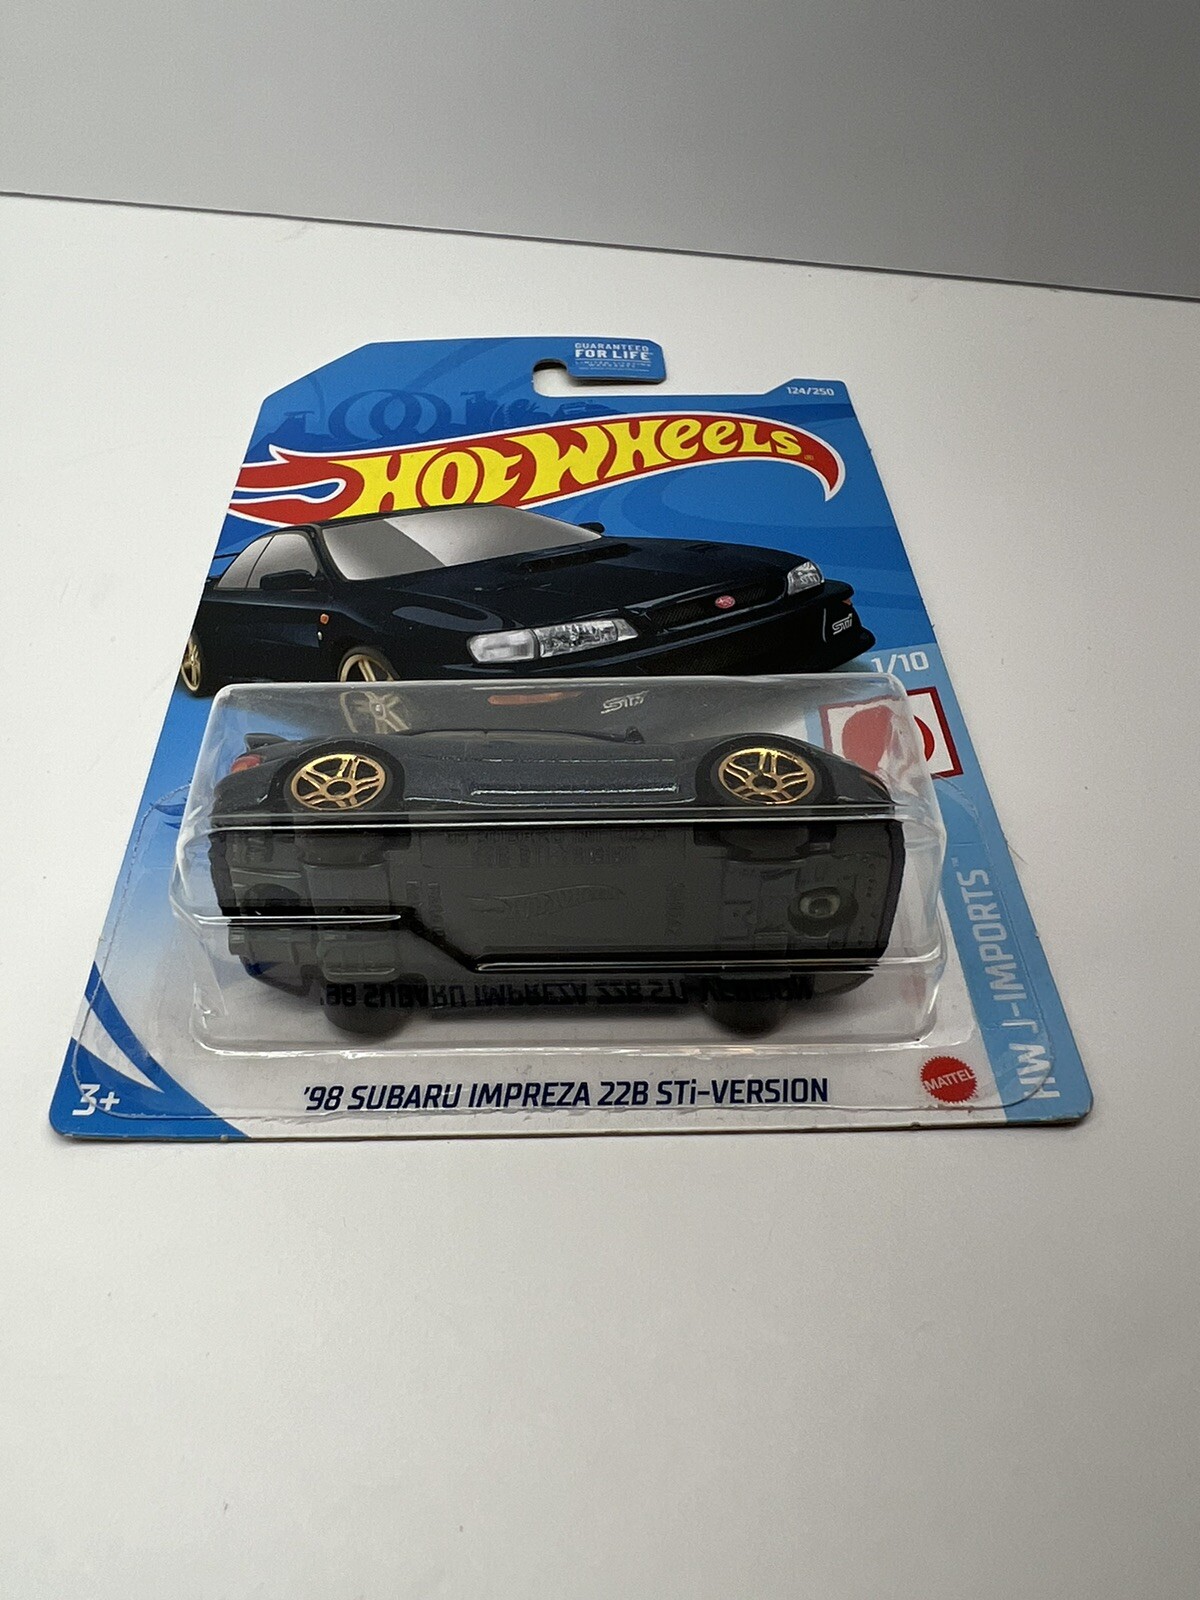 GUARANTEED
FOR LIFE
124/250
HOT WHEELS
STi
1/10
STi
HW J-IMPORTS™
'98 SUBARU IMPREZA 22B STi-VERSION
MATTEL
3+